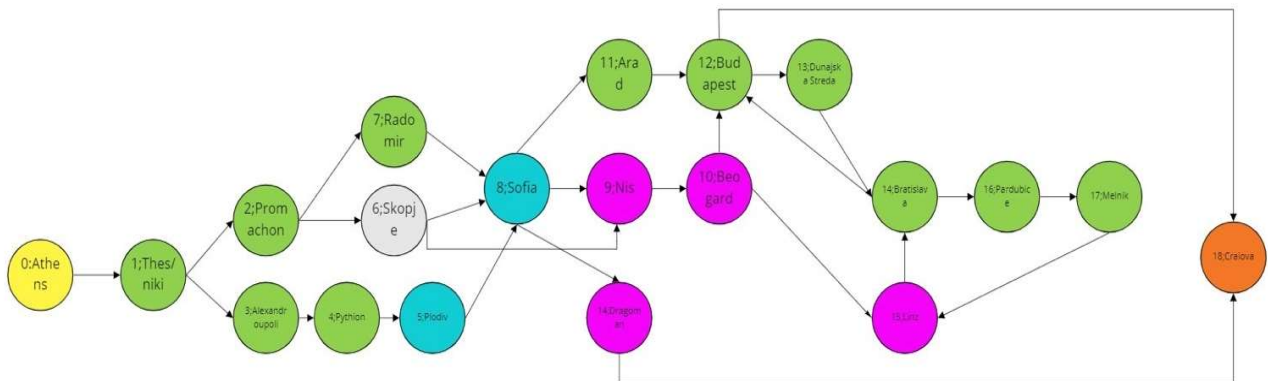 11;Ara
d
12;Bud
apest
13;Dunajsk
a Streda
7;Rado
mir
8;Sofia
9;Nis
10;Beo
gard
14;Bratislav
a
16;Pardubic
e
17;Melnik
2;Prom
achon
6;Skopj
e
0:Athe
ns
1;Thes/
niki
18;Craiova
3;Alexandr
oupoli
4;Pythion
5;Plodiv
14;Dragom
an
15;Linz